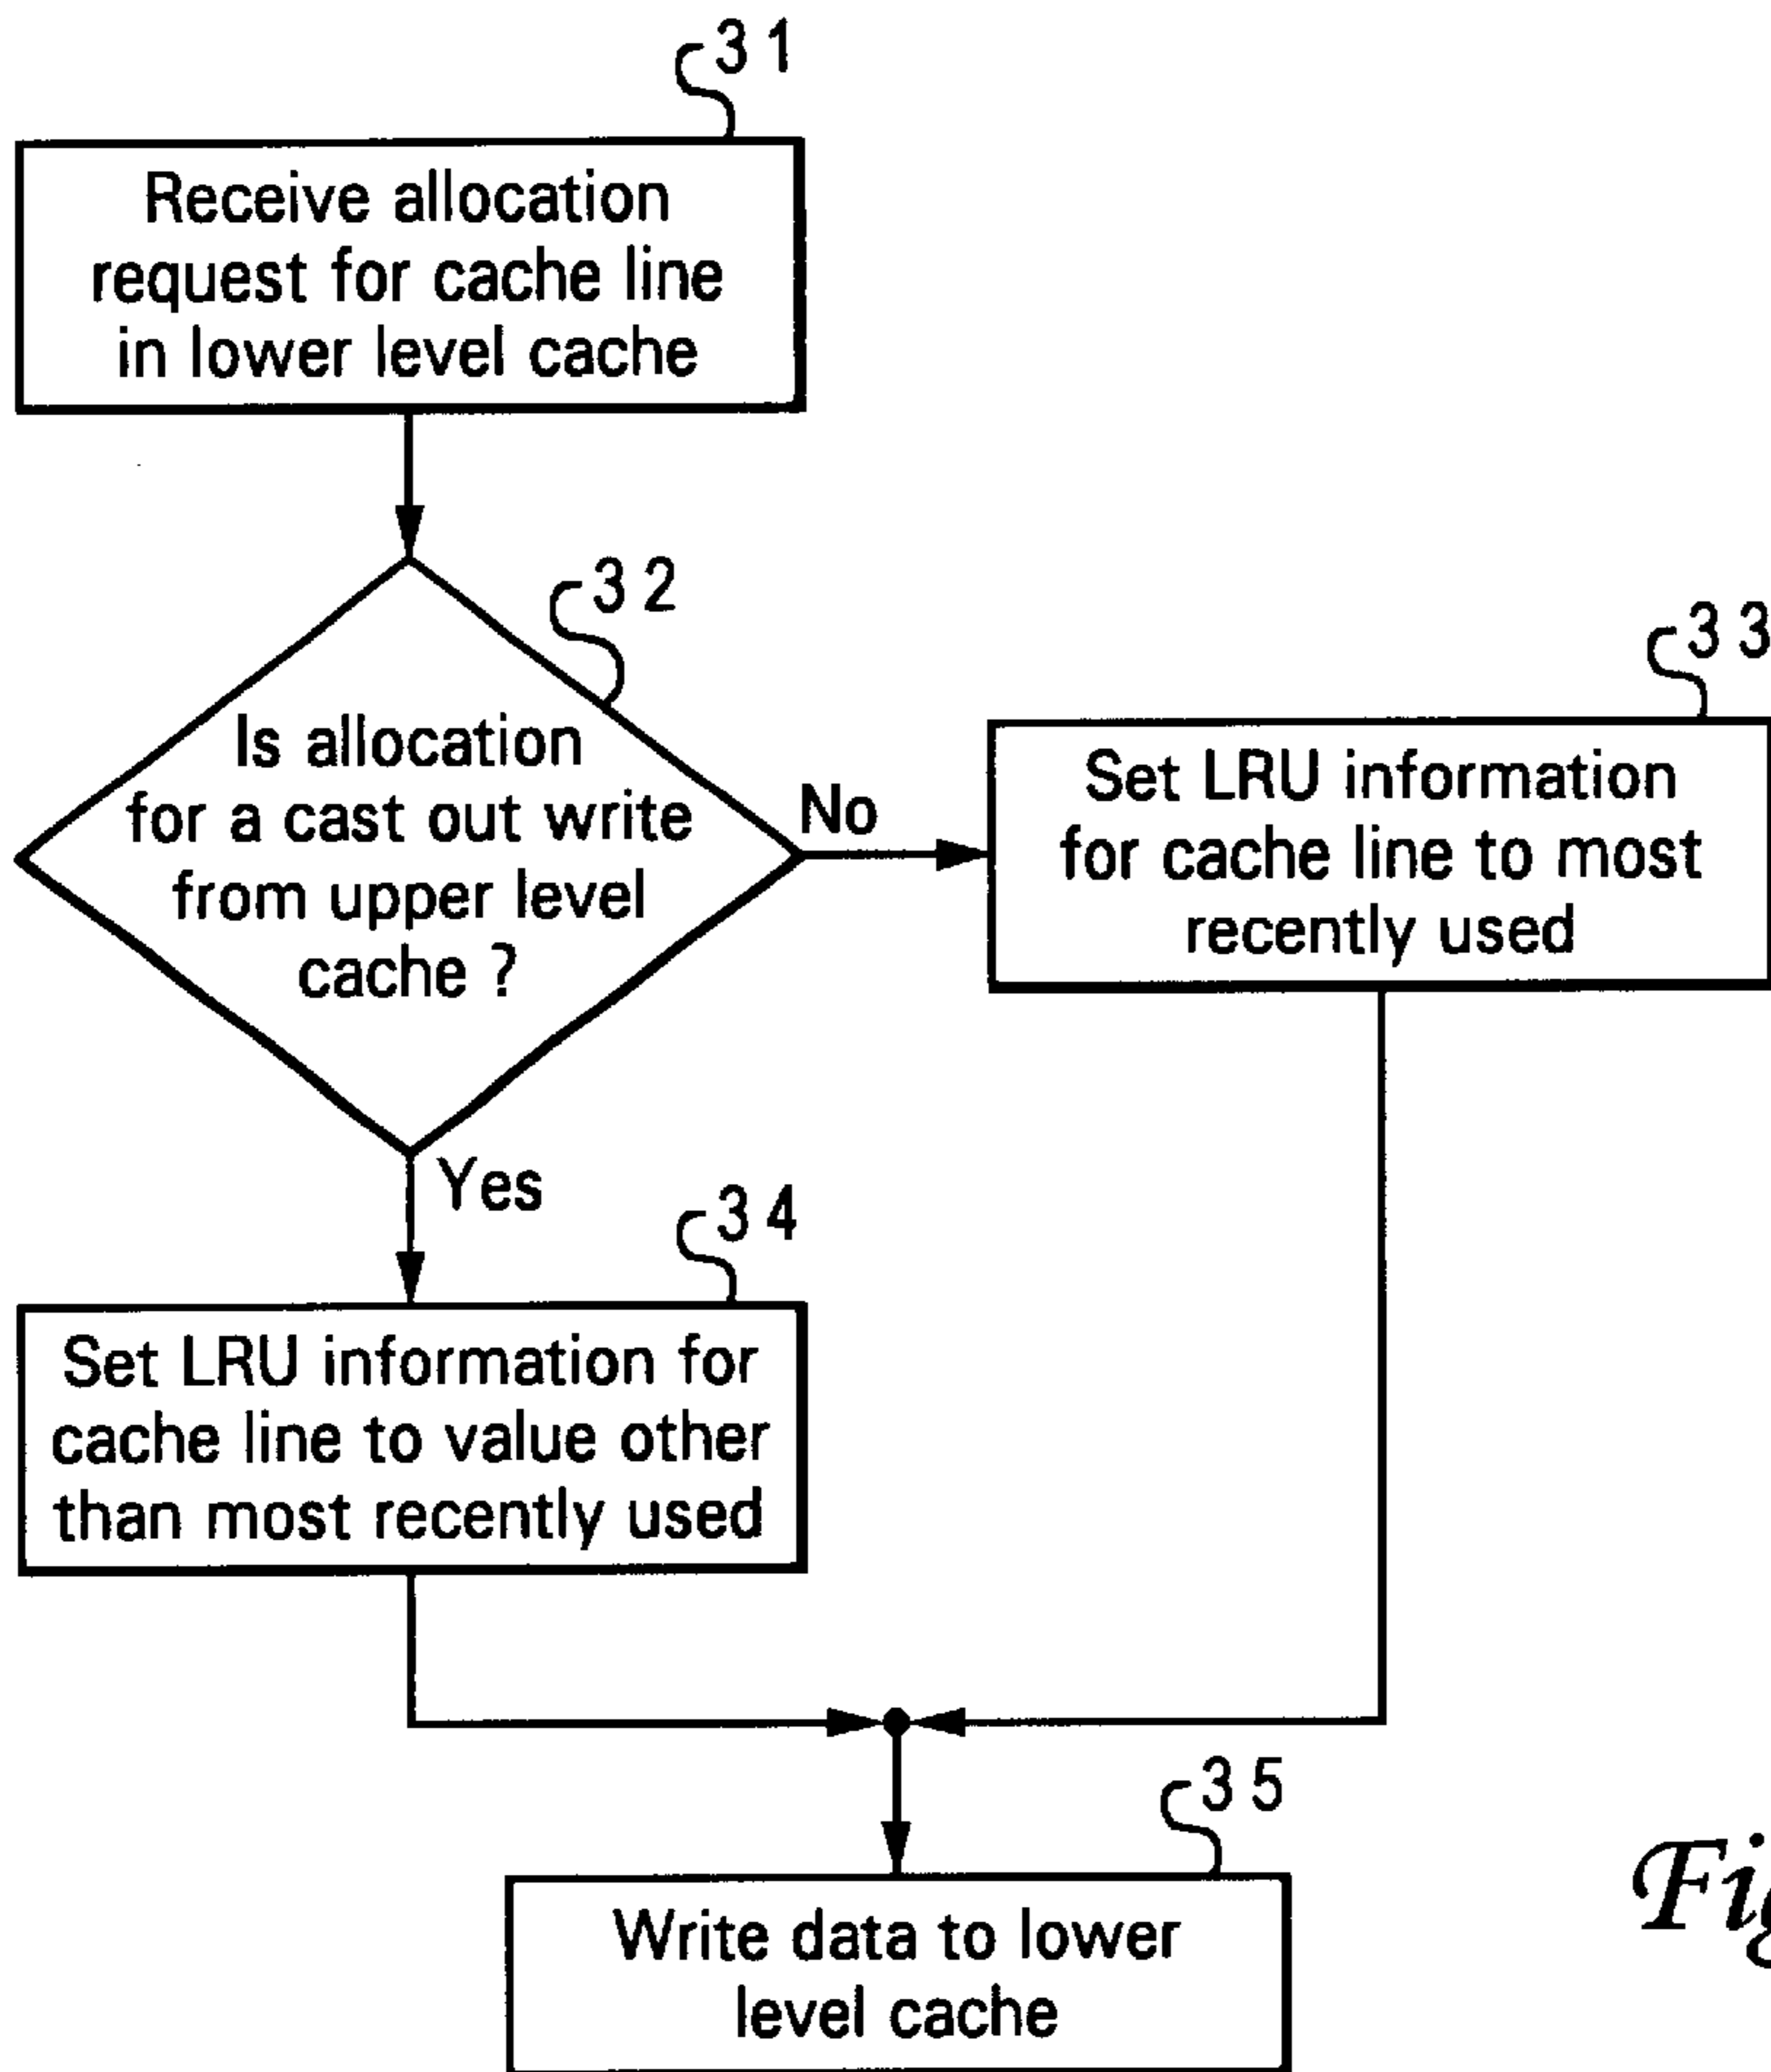 31
Receive allocation
request for cache line
in lower level cache
32
Is allocation
for a cast out write
from upper level
cache ?
No
33
Set LRU information
for cache line to most
recently used
Yes
34
Set LRU information for
cache line to value other
than most recently used
35
Write data to lower
level cache